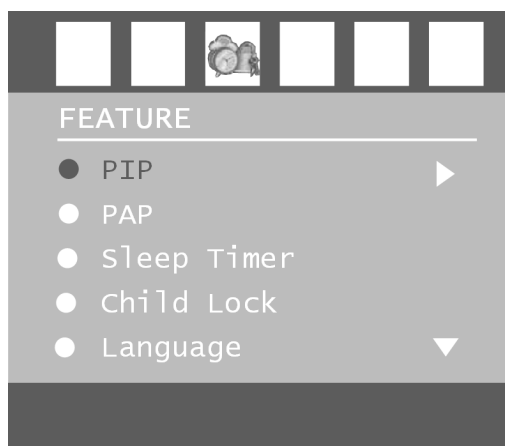 FEATURE
PIP
PAP
Sleep Timer
Child Lock
Language